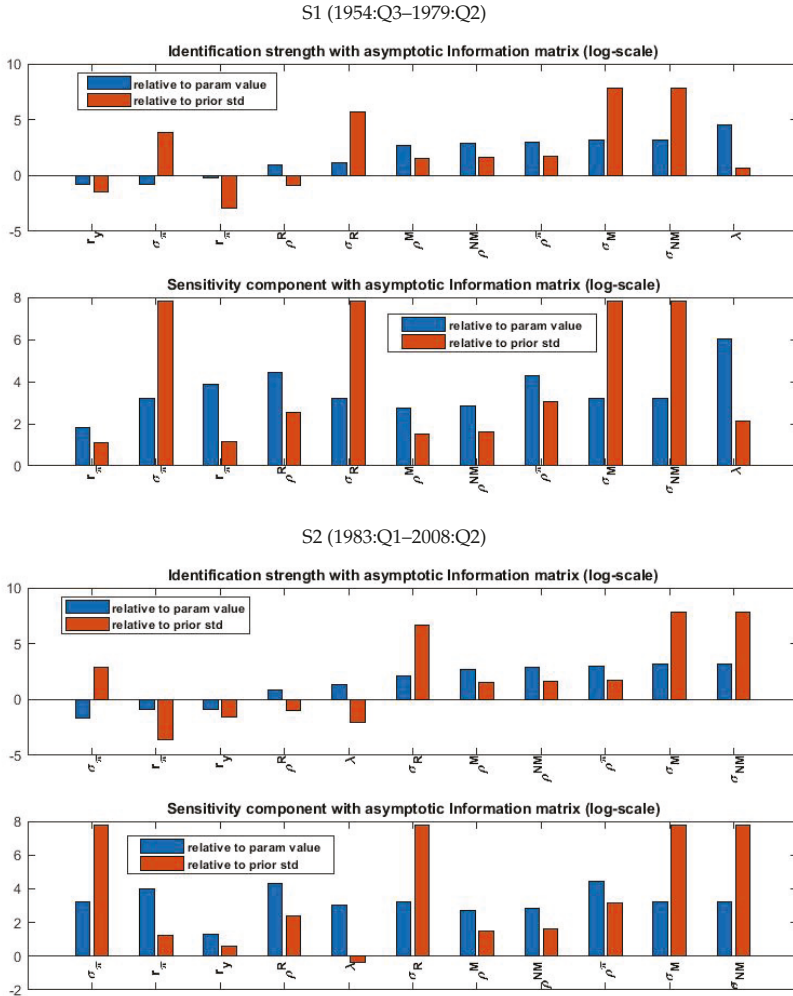 S1 (1954:Q3–1979:Q2)
Identification strength with asymptotic Information matrix (log-scale)
10
relative to param value
relative to prior std
5
0
-5
r_y σ_π̄ r_π̄ ρ^R σ_R ρ^M ρ^NM ρ^π̄ σ_M σ_NM λ
Sensitivity component with asymptotic Information matrix (log-scale)
8
relative to param value
relative to prior std
6
4
2
0
r_π̄ σ_π̄ r_π̄ ρ^R σ_R ρ^M ρ^NM ρ^π̄ σ_M σ_NM λ
S2 (1983:Q1–2008:Q2)
Identification strength with asymptotic Information matrix (log-scale)
10
relative to param value
relative to prior std
5
0
-5
σ_π̄ r_π̄ r_y ρ^R λ σ_R ρ^M ρ^NM ρ^π̄ σ_M σ_NM
Sensitivity component with asymptotic Information matrix (log-scale)
8
relative to param value
relative to prior std
6
4
2
0
-2
σ_π̄ r_π̄ r_y ρ^R λ σ_R ρ^M ρ^NM ρ^π̄ σ_M σ_NM